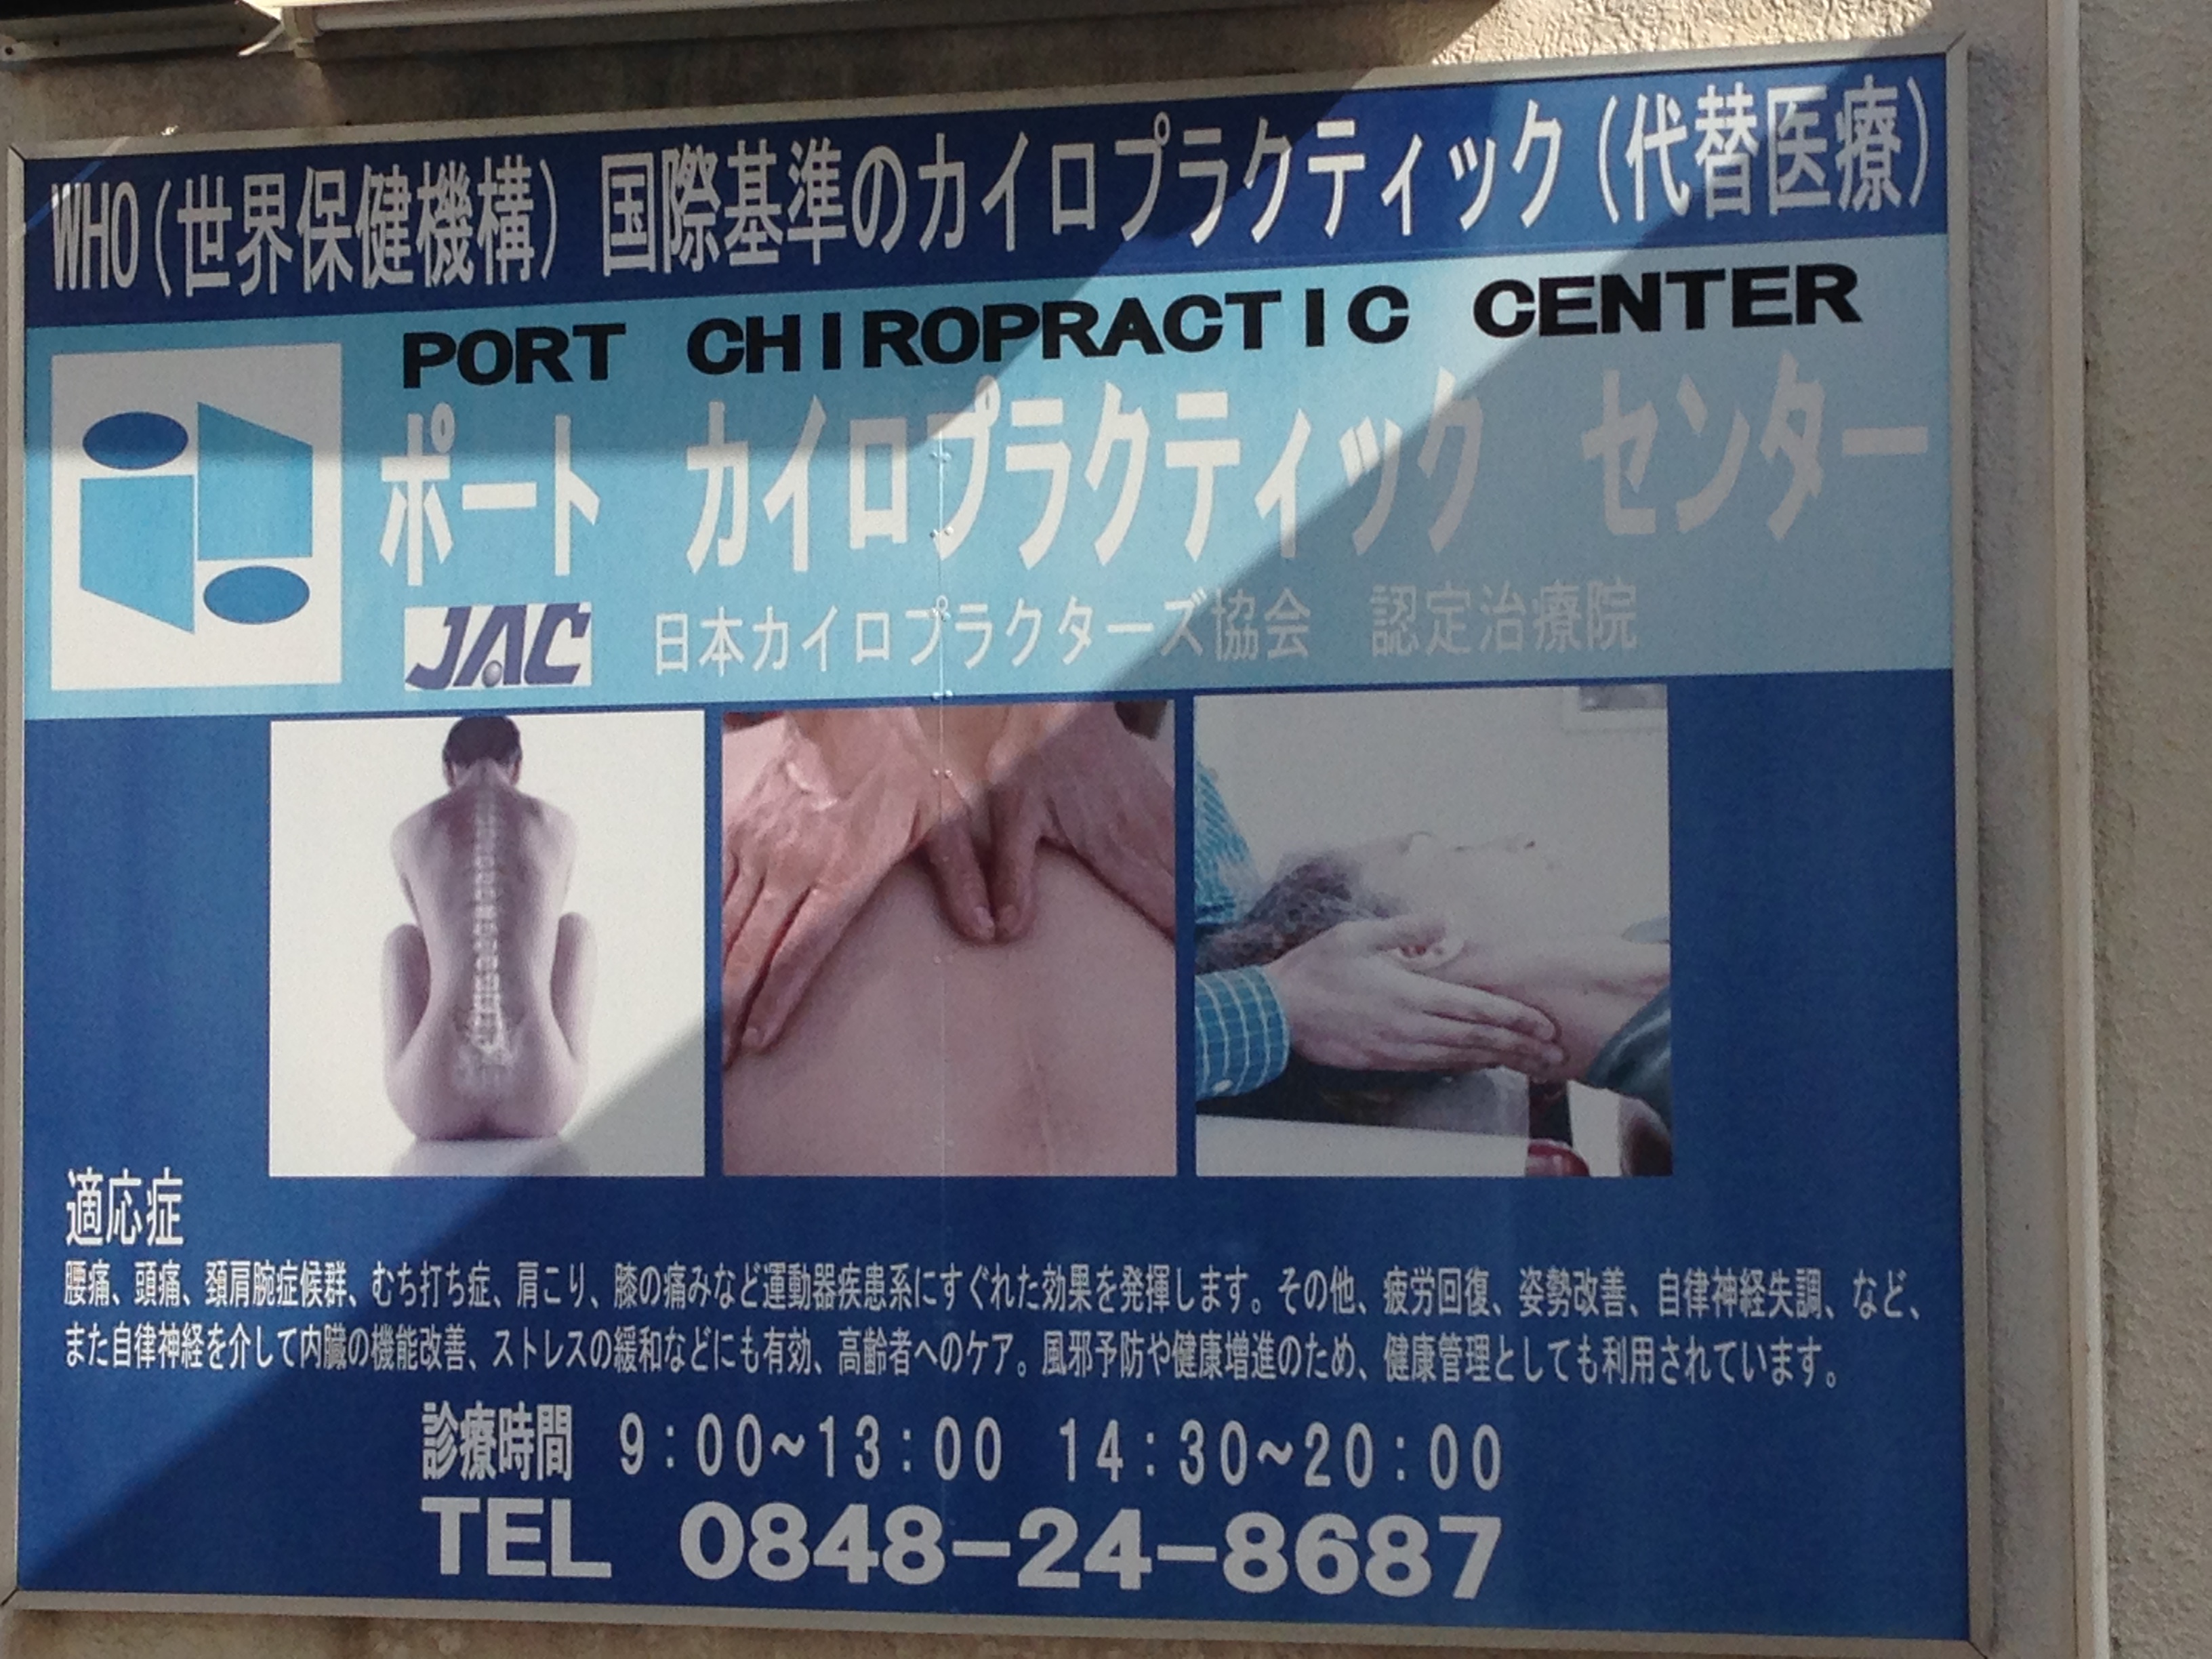 WHO(世界保健機構) 国際基準のカイロプラクティック(代替医療)
PORT CHIROPRACTIC CENTER
ポート カイロプラクティック センター
JAC 日本カイロプラクターズ協会 認定治療院
適応症
腰痛、頭痛、頚肩腕症候群、むち打ち症、肩こり、膝の痛みなど運動器疾患系にすぐれた効果を発揮します。その他、疲労回復、姿勢改善、自律神経失調、など、
また自律神経を介して内臓の機能改善、ストレスの緩和などにも有効、高齢者へのケア。風邪予防や健康増進のため、健康管理としても利用されています。
診療時間 9:00~13:00 14:30~20:00
TEL 0848-24-8687